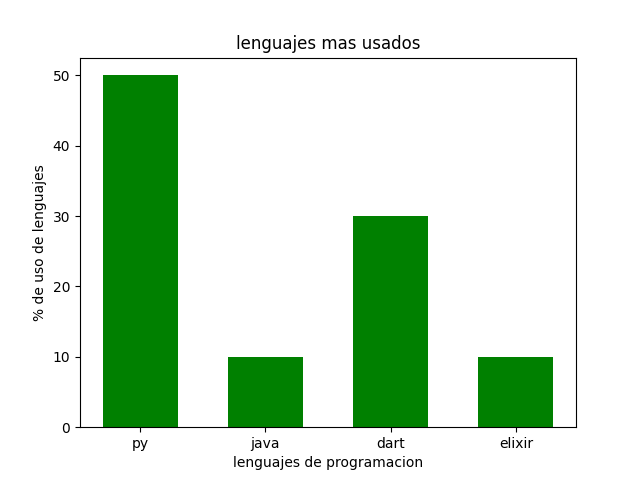 lenguajes mas usados
% de uso de lenguajes
50
40
30
20
10
0
py java dart elixir
lenguajes de programacion